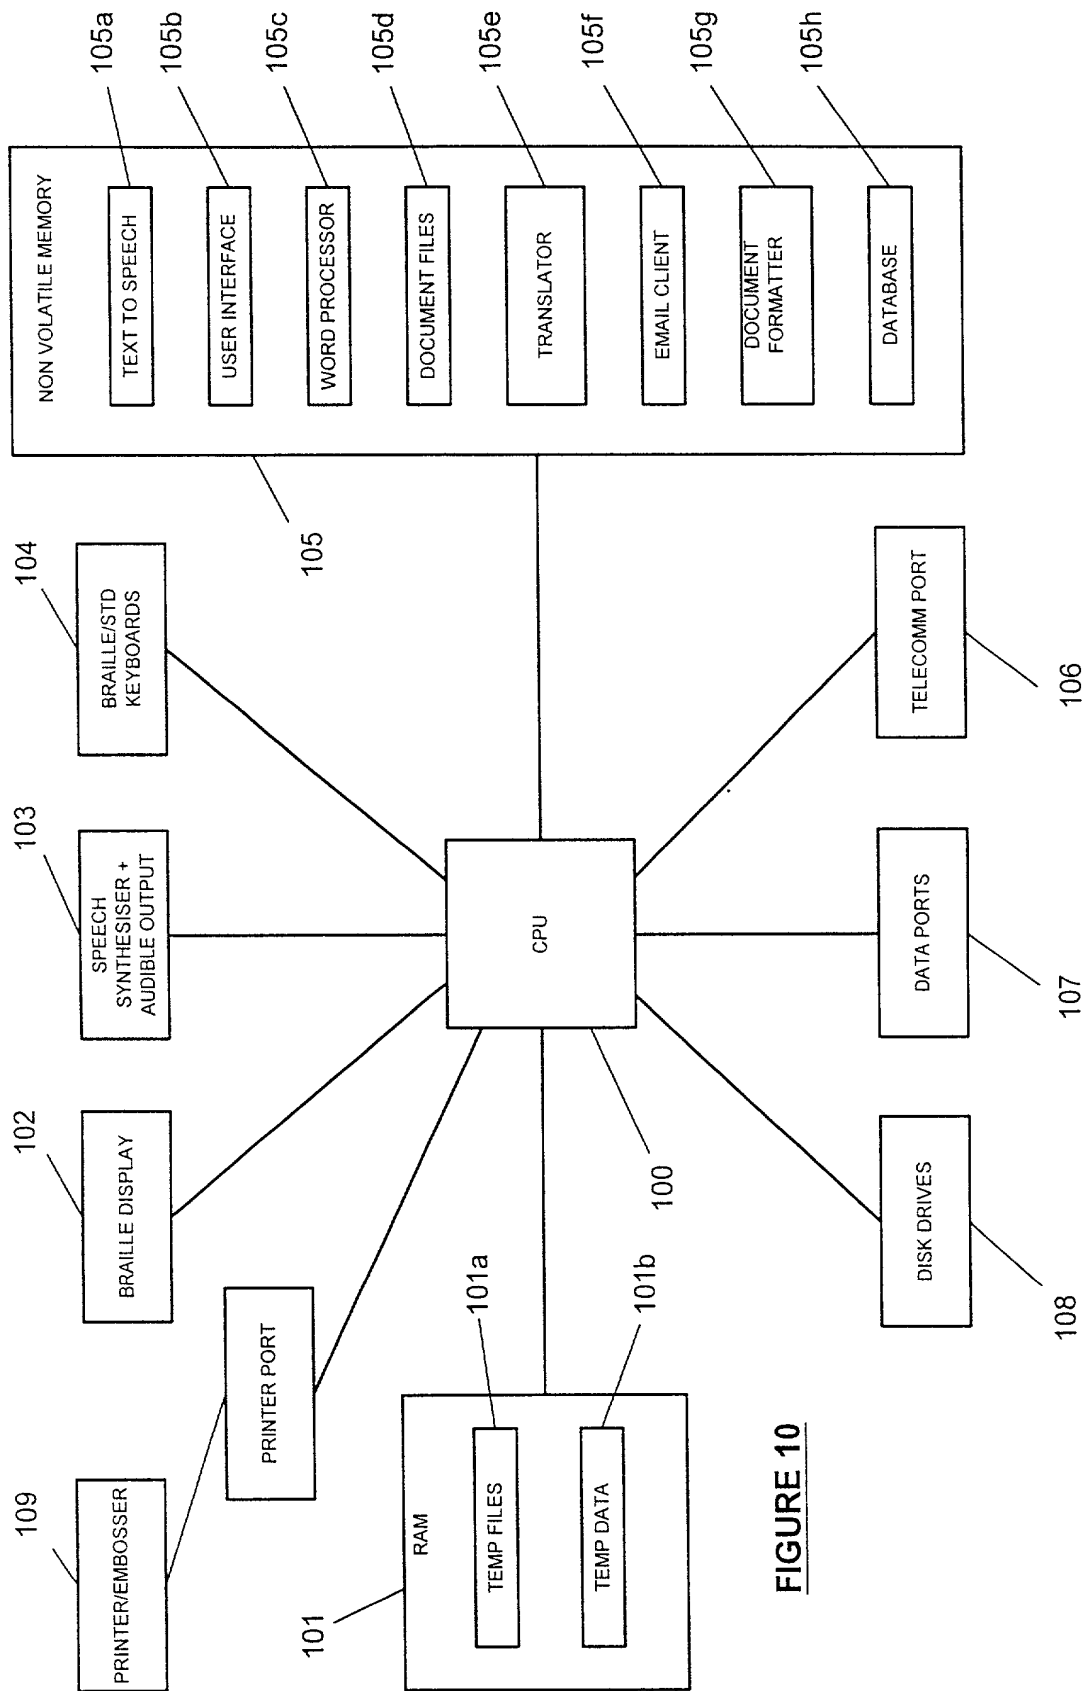 109
PRINTER/EMBOSSER
PRINTER PORT
102
BRAILLE DISPLAY
103
SPEECH
SYNTHESISER +
AUDIBLE OUTPUT
104
BRAILLE/STD
KEYBOARDS
101
RAM
TEMP FILES
101a
TEMP DATA
101b
CPU
100
105
NON VOLATILE MEMORY
TEXT TO SPEECH
105a
USER INTERFACE
105b
WORD PROCESSOR
105c
DOCUMENT FILES
105d
TRANSLATOR
105e
EMAIL CLIENT
105f
DOCUMENT
FORMATTER
105g
DATABASE
105h
DISK DRIVES
108
DATA PORTS
107
TELECOMM PORT
106
FIGURE 10